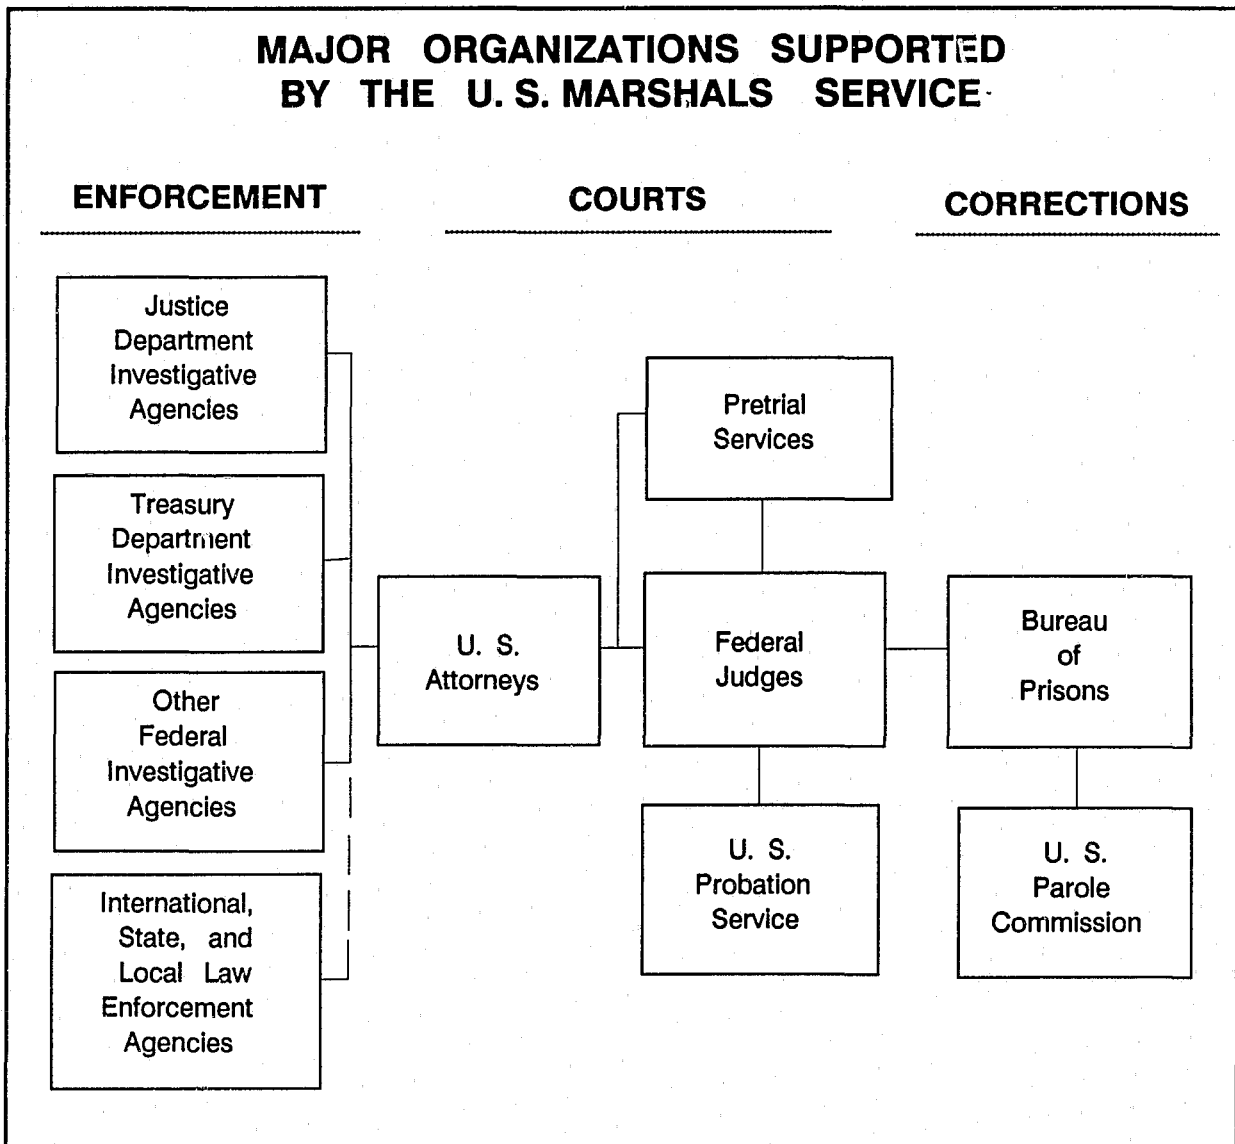 MAJOR ORGANIZATIONS SUPPORTED
BY THE U. S. MARSHALS SERVICE
ENFORCEMENT
COURTS
CORRECTIONS
Justice
Department
Investigative
Agencies
Treasury
Department
Investigative
Agencies
Other
Federal
Investigative
Agencies
International,
State, and
Local Law
Enforcement
Agencies
U. S.
Attorneys
Pretrial
Services
Federal
Judges
U. S.
Probation
Service
Bureau
of
Prisons
U. S.
Parole
Commission